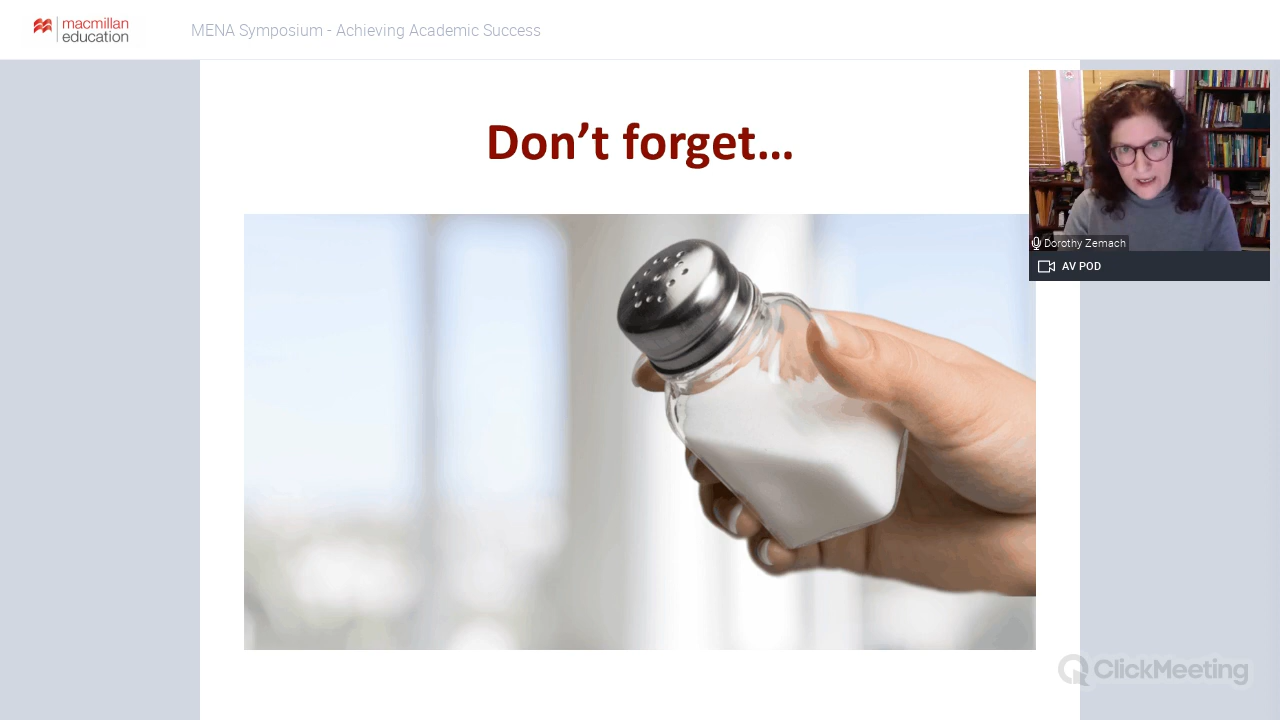 macmillan
education
MENA Symposium - Achieving Academic Success
Don't forget...
Dorothy Zemach
AV POD
ClickMeeting